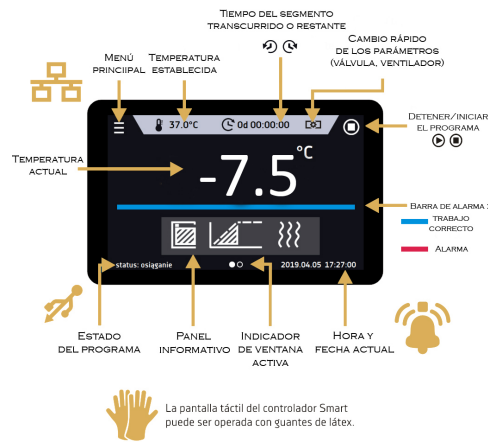 TIEMPO DEL SEGMENTO
TRANSCURRIDO O RESTANTE
CAMBIO RÁPIDO
DE LOS PARÁMETROS
(VÁLVULA, VENTILADOR)
MENÚ
PRINCIIPAL
TEMPERATURA
ESTABLECIDA
DETENER/INICIAR
EL PROGRAMA
37.0°C
0d 00:00:00
TEMPERATURA
ACTUAL
-7.5°C
BARRA DE ALARMA :
TRABAJO
CORRECTO
ALARMA
status: osiąganie
2019.04.05 17:27:00
ESTADO
DEL PROGRAMA
PANEL
INFORMATIVO
INDICADOR
DE VENTANA
ACTIVA
HORA Y
FECHA ACTUAL
La pantalla táctil del controlador Smart
puede ser operada con guantes de látex.